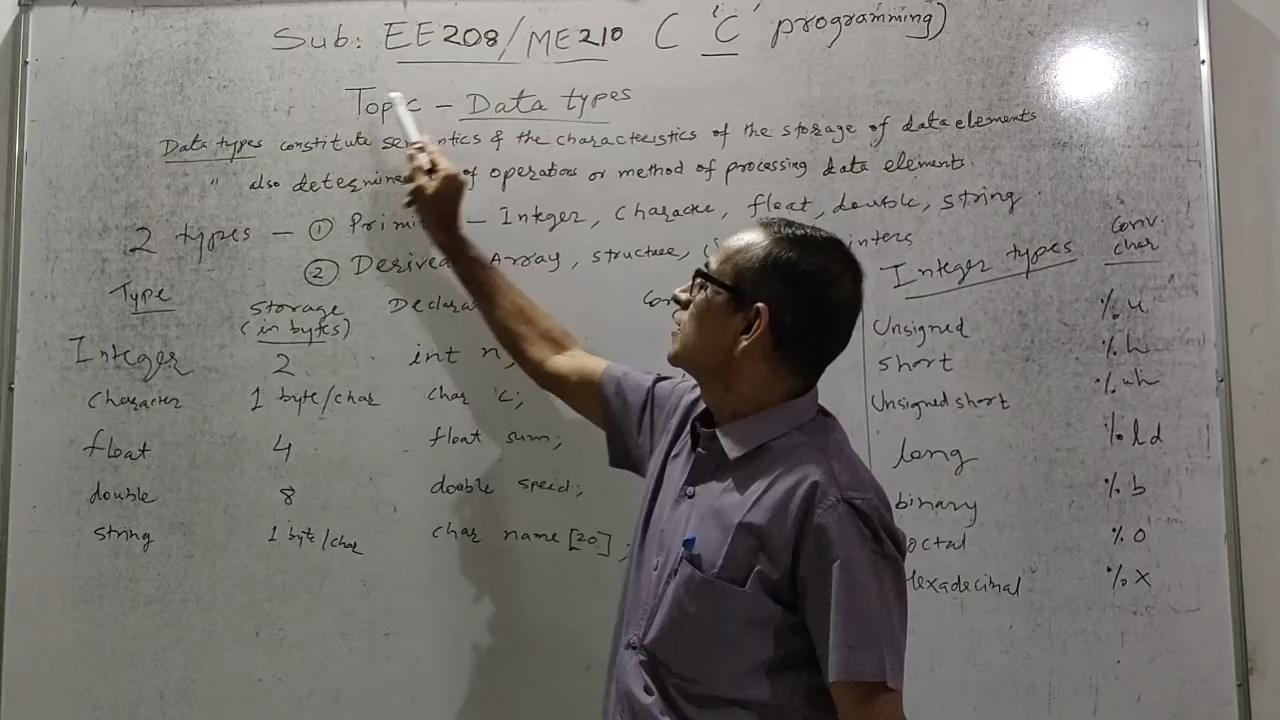 Sub: EE208/ME210 ( 'C' programming)
Topic - Data types
Data types constitute semantics & the characteristics of the storage of data elements
" also determine of operations or method of processing data elements.
2 types - ① Primi - Integer, Character, float, double, string
② Derived Array, structure, inters
Type Storage (in bytes) Declara
Integer 2 int n;
Character 1 byte/char char c;
float 4 float sum;
double 8 double speed;
string 1 byte/char char name [20];
Integer types Conv. char
Unsigned %u
short %h
Unsigned short %uh
long %ld
binary %b
octal %o
Hexadecimal %x